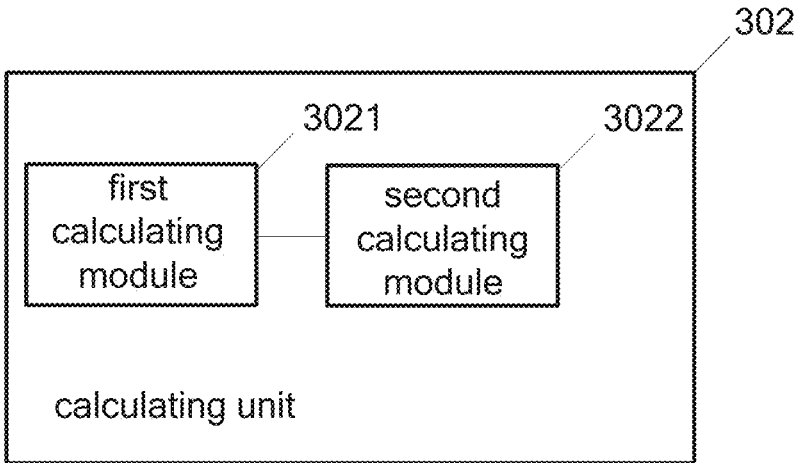 302
3021
3022
first
calculating
module
second
calculating
module
calculating unit